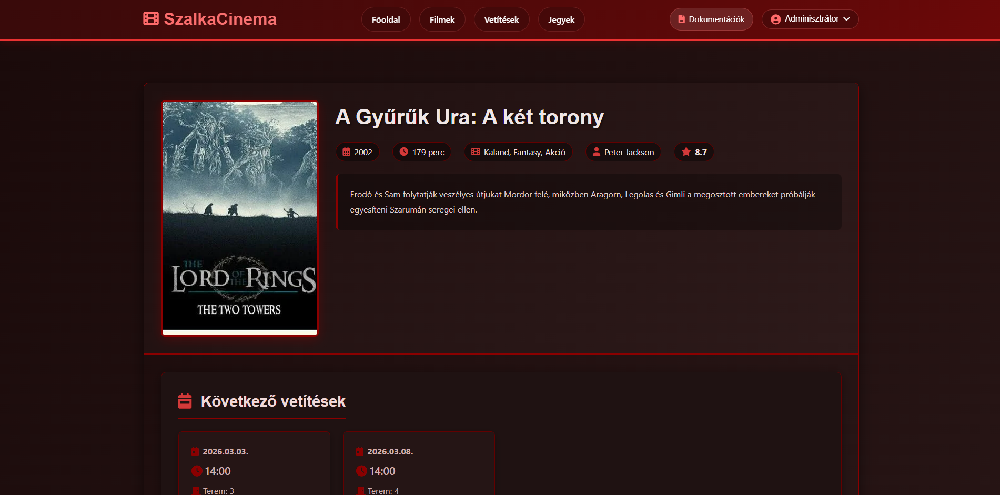 SzalkaCinema
Főoldal
Filmek
Vetítések
Jegyek
Dokumentációk
Adminisztrátor
A Gyűrűk Ura: A két torony
2002
179 perc
Kaland, Fantasy, Akció
Peter Jackson
8.7
Frodó és Sam folytatják veszélyes útjukat Mordor felé, miközben Aragorn, Legolas és Gimli a megosztott embereket próbálják
egyesíteni Szarumán seregei ellen.
THE
LORD OF THE RINGS
THE TWO TOWERS
Következő vetítések
2026.03.03.
14:00
Terem: 3
2026.03.08.
14:00
Terem: 4